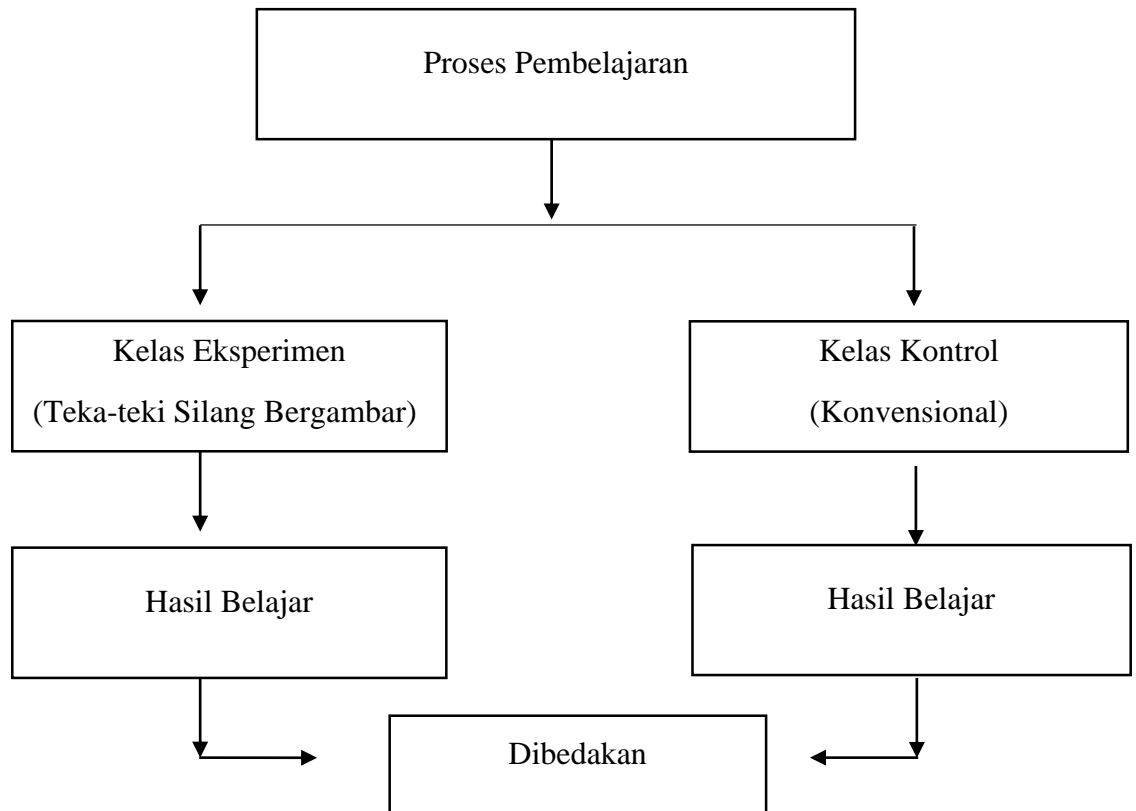 Proses Pembelajaran
Kelas Eksperimen
(Teka-teki Silang Bergambar)
Kelas Kontrol
(Konvensional)
Hasil Belajar
Hasil Belajar
Dibedakan